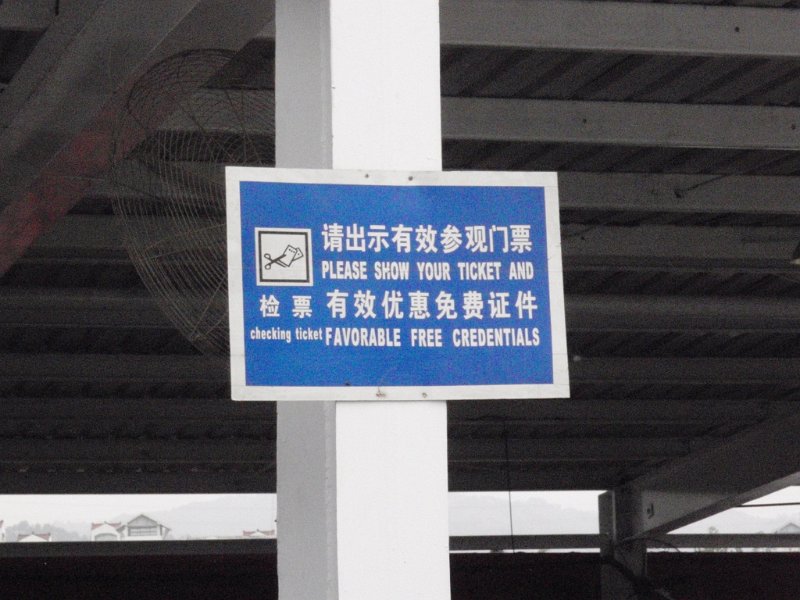 请出示有效参观门票
PLEASE SHOW YOUR TICKET AND
检票
有效优惠免费证件
checking ticket
FAVORABLE FREE CREDENTIALS